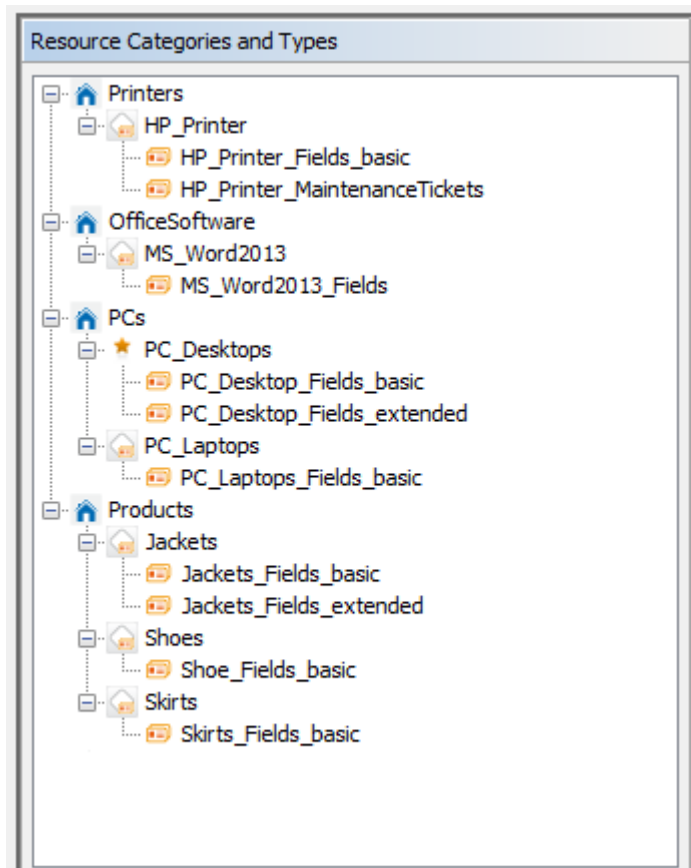 Resource Categories and Types
Printers
HP_Printer
HP_Printer_Fields_basic
HP_Printer_MaintenanceTickets
OfficeSoftware
MS_Word2013
MS_Word2013_Fields
PCs
PC_Desktops
PC_Desktop_Fields_basic
PC_Desktop_Fields_extended
PC_Laptops
PC_Laptops_Fields_basic
Products
Jackets
Jackets_Fields_basic
Jackets_Fields_extended
Shoes
Shoe_Fields_basic
Skirts
Skirts_Fields_basic